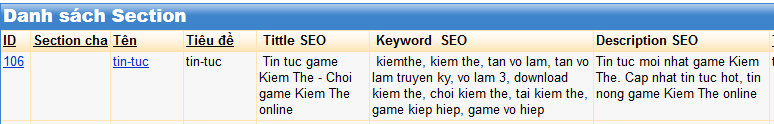 Danh sách Section
ID Section cha Tên Tiêu đề Tittle SEO Keyword SEO Description SEO
106 tin-tuc tin-tuc Tin tuc game kiemthe, kiem the, tan vo lam, tan vo Tin tuc moi nhat game Kiem
Kiem The - Choi lam truyen ky, vo lam 3, download The. Cap nhat tin tuc hot, tin
game Kiem The kiem the, choi kiem the, tai kiem the, nong game Kiem The online
online game kiep hiep, game vo hiep